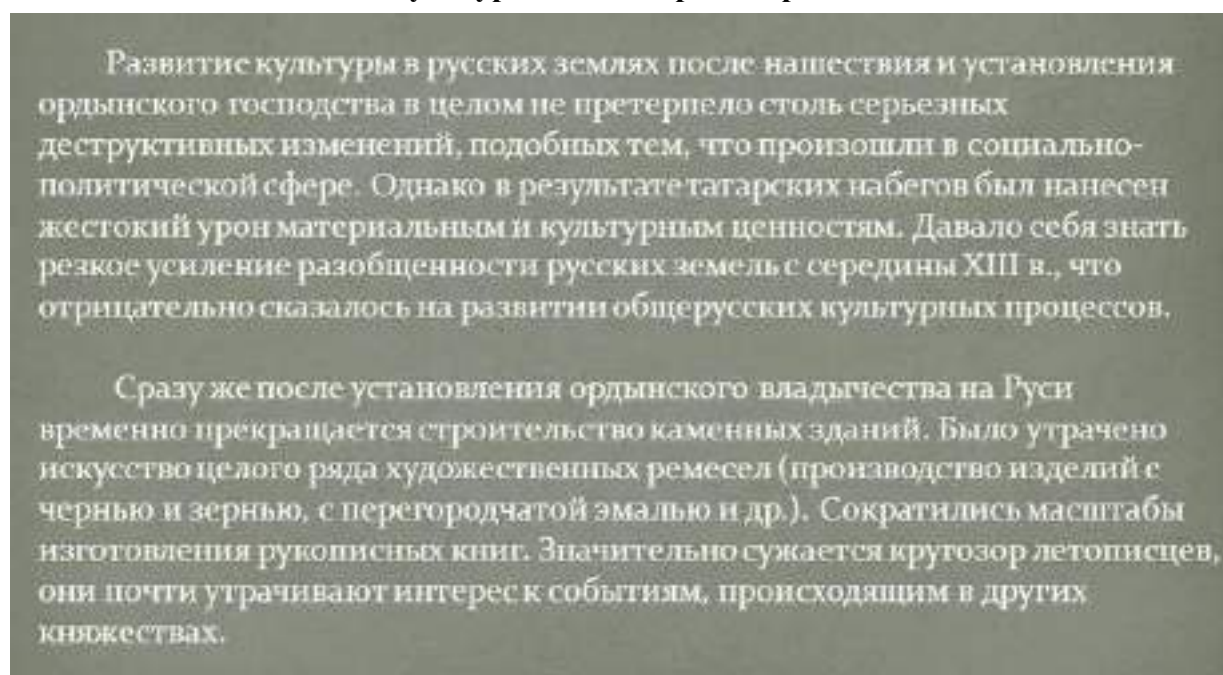 Развитие культуры в русских землях после нашествия и установления
ордынского господства в целом не претерпело столь серьезных
деструктивных изменений, подобных тем, что произошли в социально-
политической сфере. Однако в результате татарских набегов был нанесен
жестокий урон материальным и культурным ценностям. Давало себя знать
резкое усиление разобщенности русских земель с середины XIII в., что
отрицательно сказалось на развитии общерусских культурных процессов.
Сразу же после установления ордынского владычества на Руси
временно прекращается строительство каменных зданий. Было утрачено
искусство целого ряда художественных ремесел (производство изделий с
чернью и зернью, с перегородчатой эмалью и др.). Сократились масштабы
изготовления рукописных книг. Значительно сужается кругозор летописцев,
они почти утрачивают интерес к событиям, происходящим в других
княжествах.